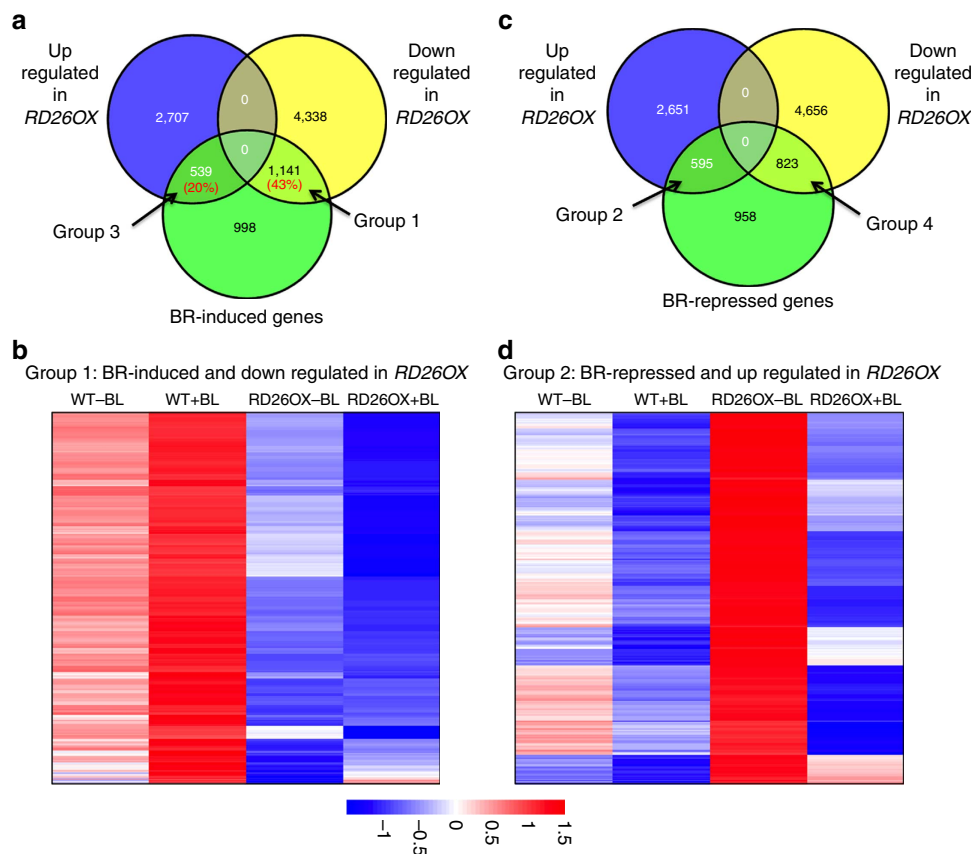 a
Up
regulated
in
RD26OX
Down
regulated
in
RD26OX
0
2,707
4,338
0
539
(20%)
1,141
(43%)
Group 3
Group 1
998
BR-induced genes
c
Up
regulated
in
RD26OX
Down
regulated
in
RD26OX
0
2,651
4,656
0
595
823
Group 2
Group 4
958
BR-repressed genes
b
Group 1: BR-induced and down regulated in RD26OX
WT–BL WT+BL RD26OX–BL RD26OX+BL
d
Group 2: BR-repressed and up regulated in RD26OX
WT–BL WT+BL RD26OX–BL RD26OX+BL
–1 –0.5 0 0.5 1 1.5